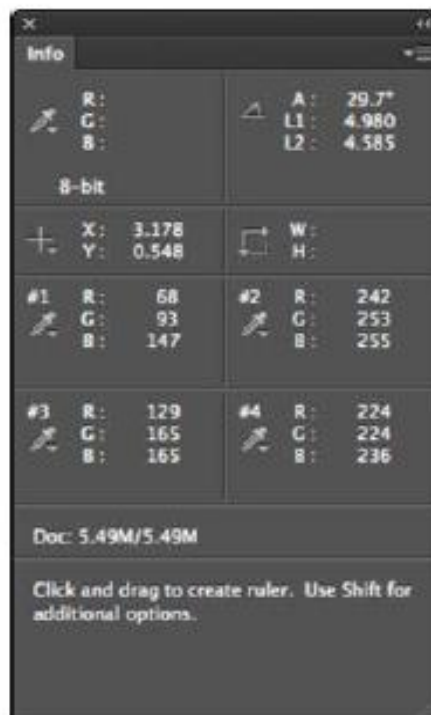 Info
R :
G :
B :
8-bit
A : 29.7°
L1 : 4.980
L2 : 4.585
X : 3.178
Y : 0.548
W :
H :
#1 R : 68
G : 93
B : 147
#2 R : 242
G : 253
B : 255
#3 R : 129
G : 165
B : 165
#4 R : 224
G : 224
B : 236
Doc: 5.49M/5.49M
Click and drag to create ruler. Use Shift for
additional options.